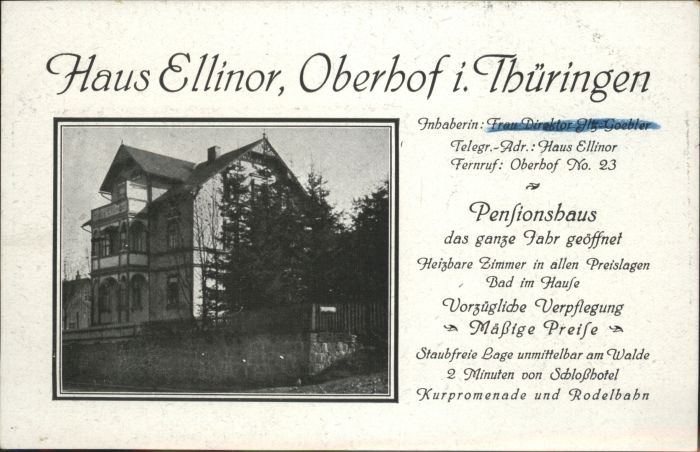 Haus Ellinor, Oberhof i. Thüringen
Inhaberin: Frau Direktor Goebler
Telegr.-Adr.: Haus Ellinor
Fernruf: Oberhof No. 23
Penſionshaus
das ganze Jahr geöffnet
Heizbare Zimmer in allen Preislagen
Bad im Hauſe
Vorzügliche Verpflegung
Mäßige Preiſe
Staubfreie Lage unmittelbar am Walde
2 Minuten von Schloßhotel
Kurpromenade und Rodelbahn